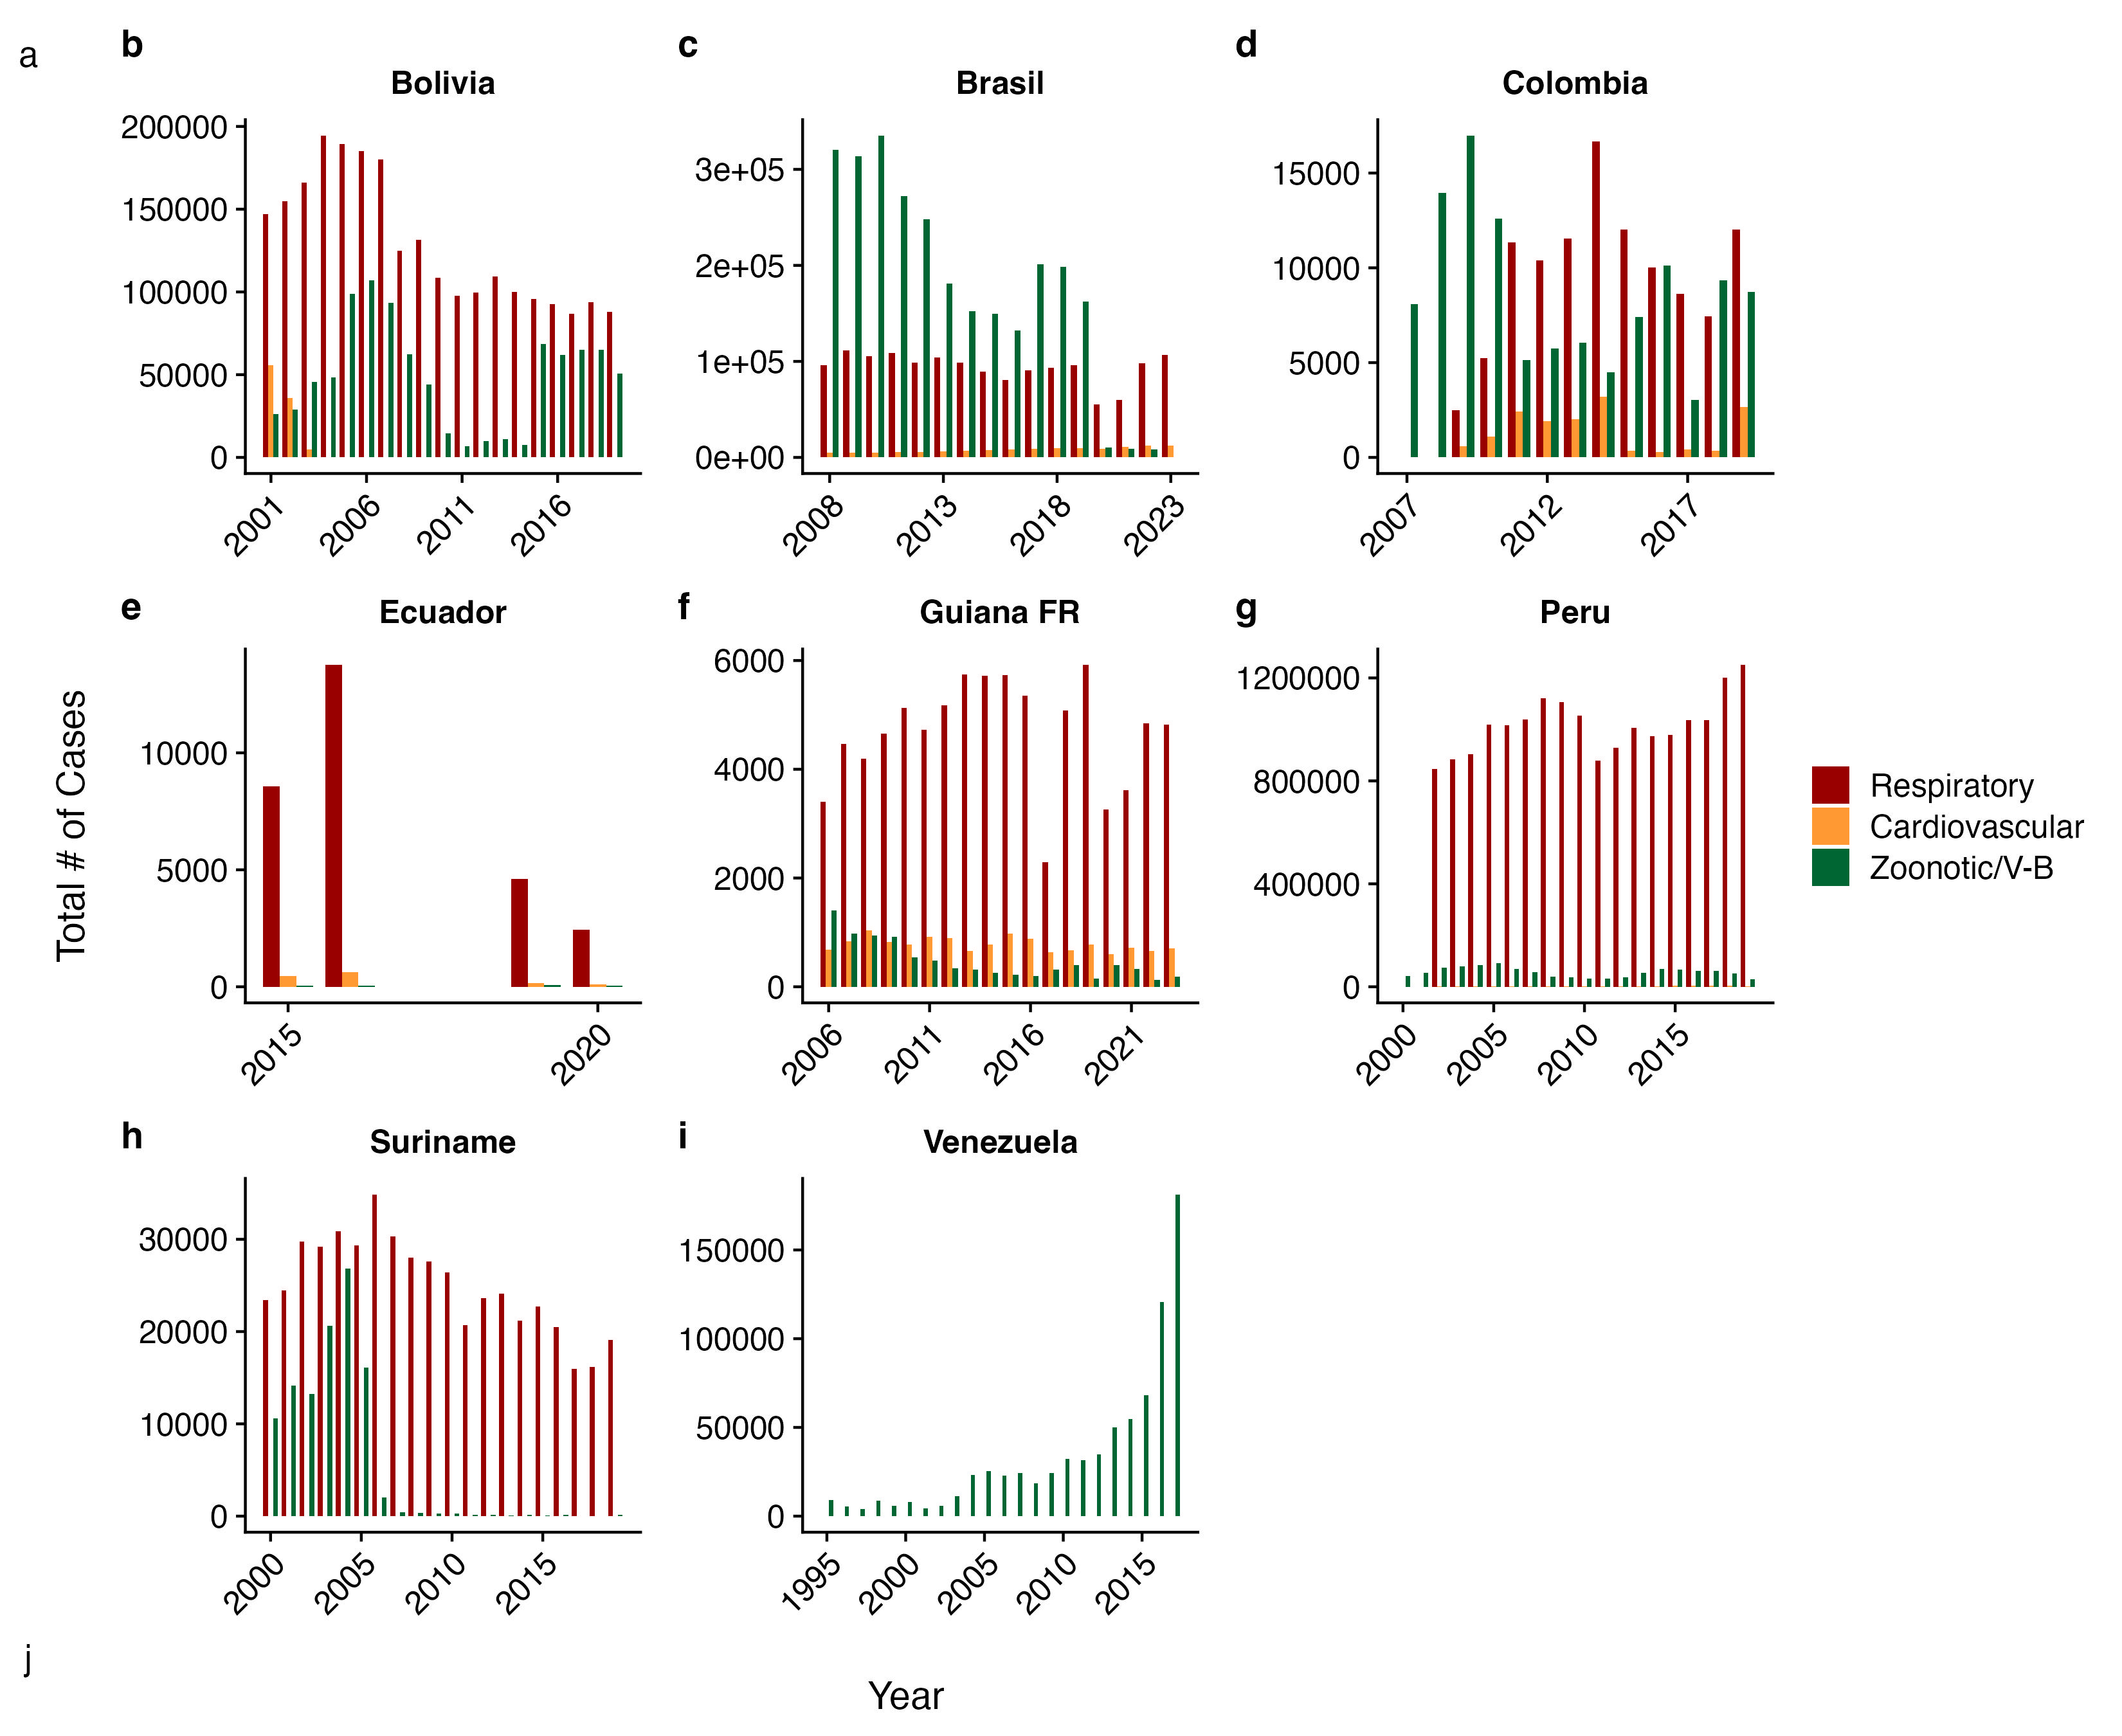 a
b
Bolivia
200000
150000
100000
50000
0
2001
2006
2011
2016
c
Brasil
3e+05
2e+05
1e+05
0e+00
2008
2013
2018
2023
d
Colombia
15000
10000
5000
0
2007
2012
2017
Total # of Cases
e
Ecuador
10000
5000
0
2015
2020
f
Guiana FR
6000
4000
2000
0
2006
2011
2016
2021
g
Peru
1200000
800000
400000
0
2000
2005
2010
2015
Respiratory
Cardiovascular
Zoonotic/V-B
h
Suriname
30000
20000
10000
0
2000
2005
2010
2015
i
Venezuela
150000
100000
50000
0
1995
2000
2005
2010
2015
j
Year